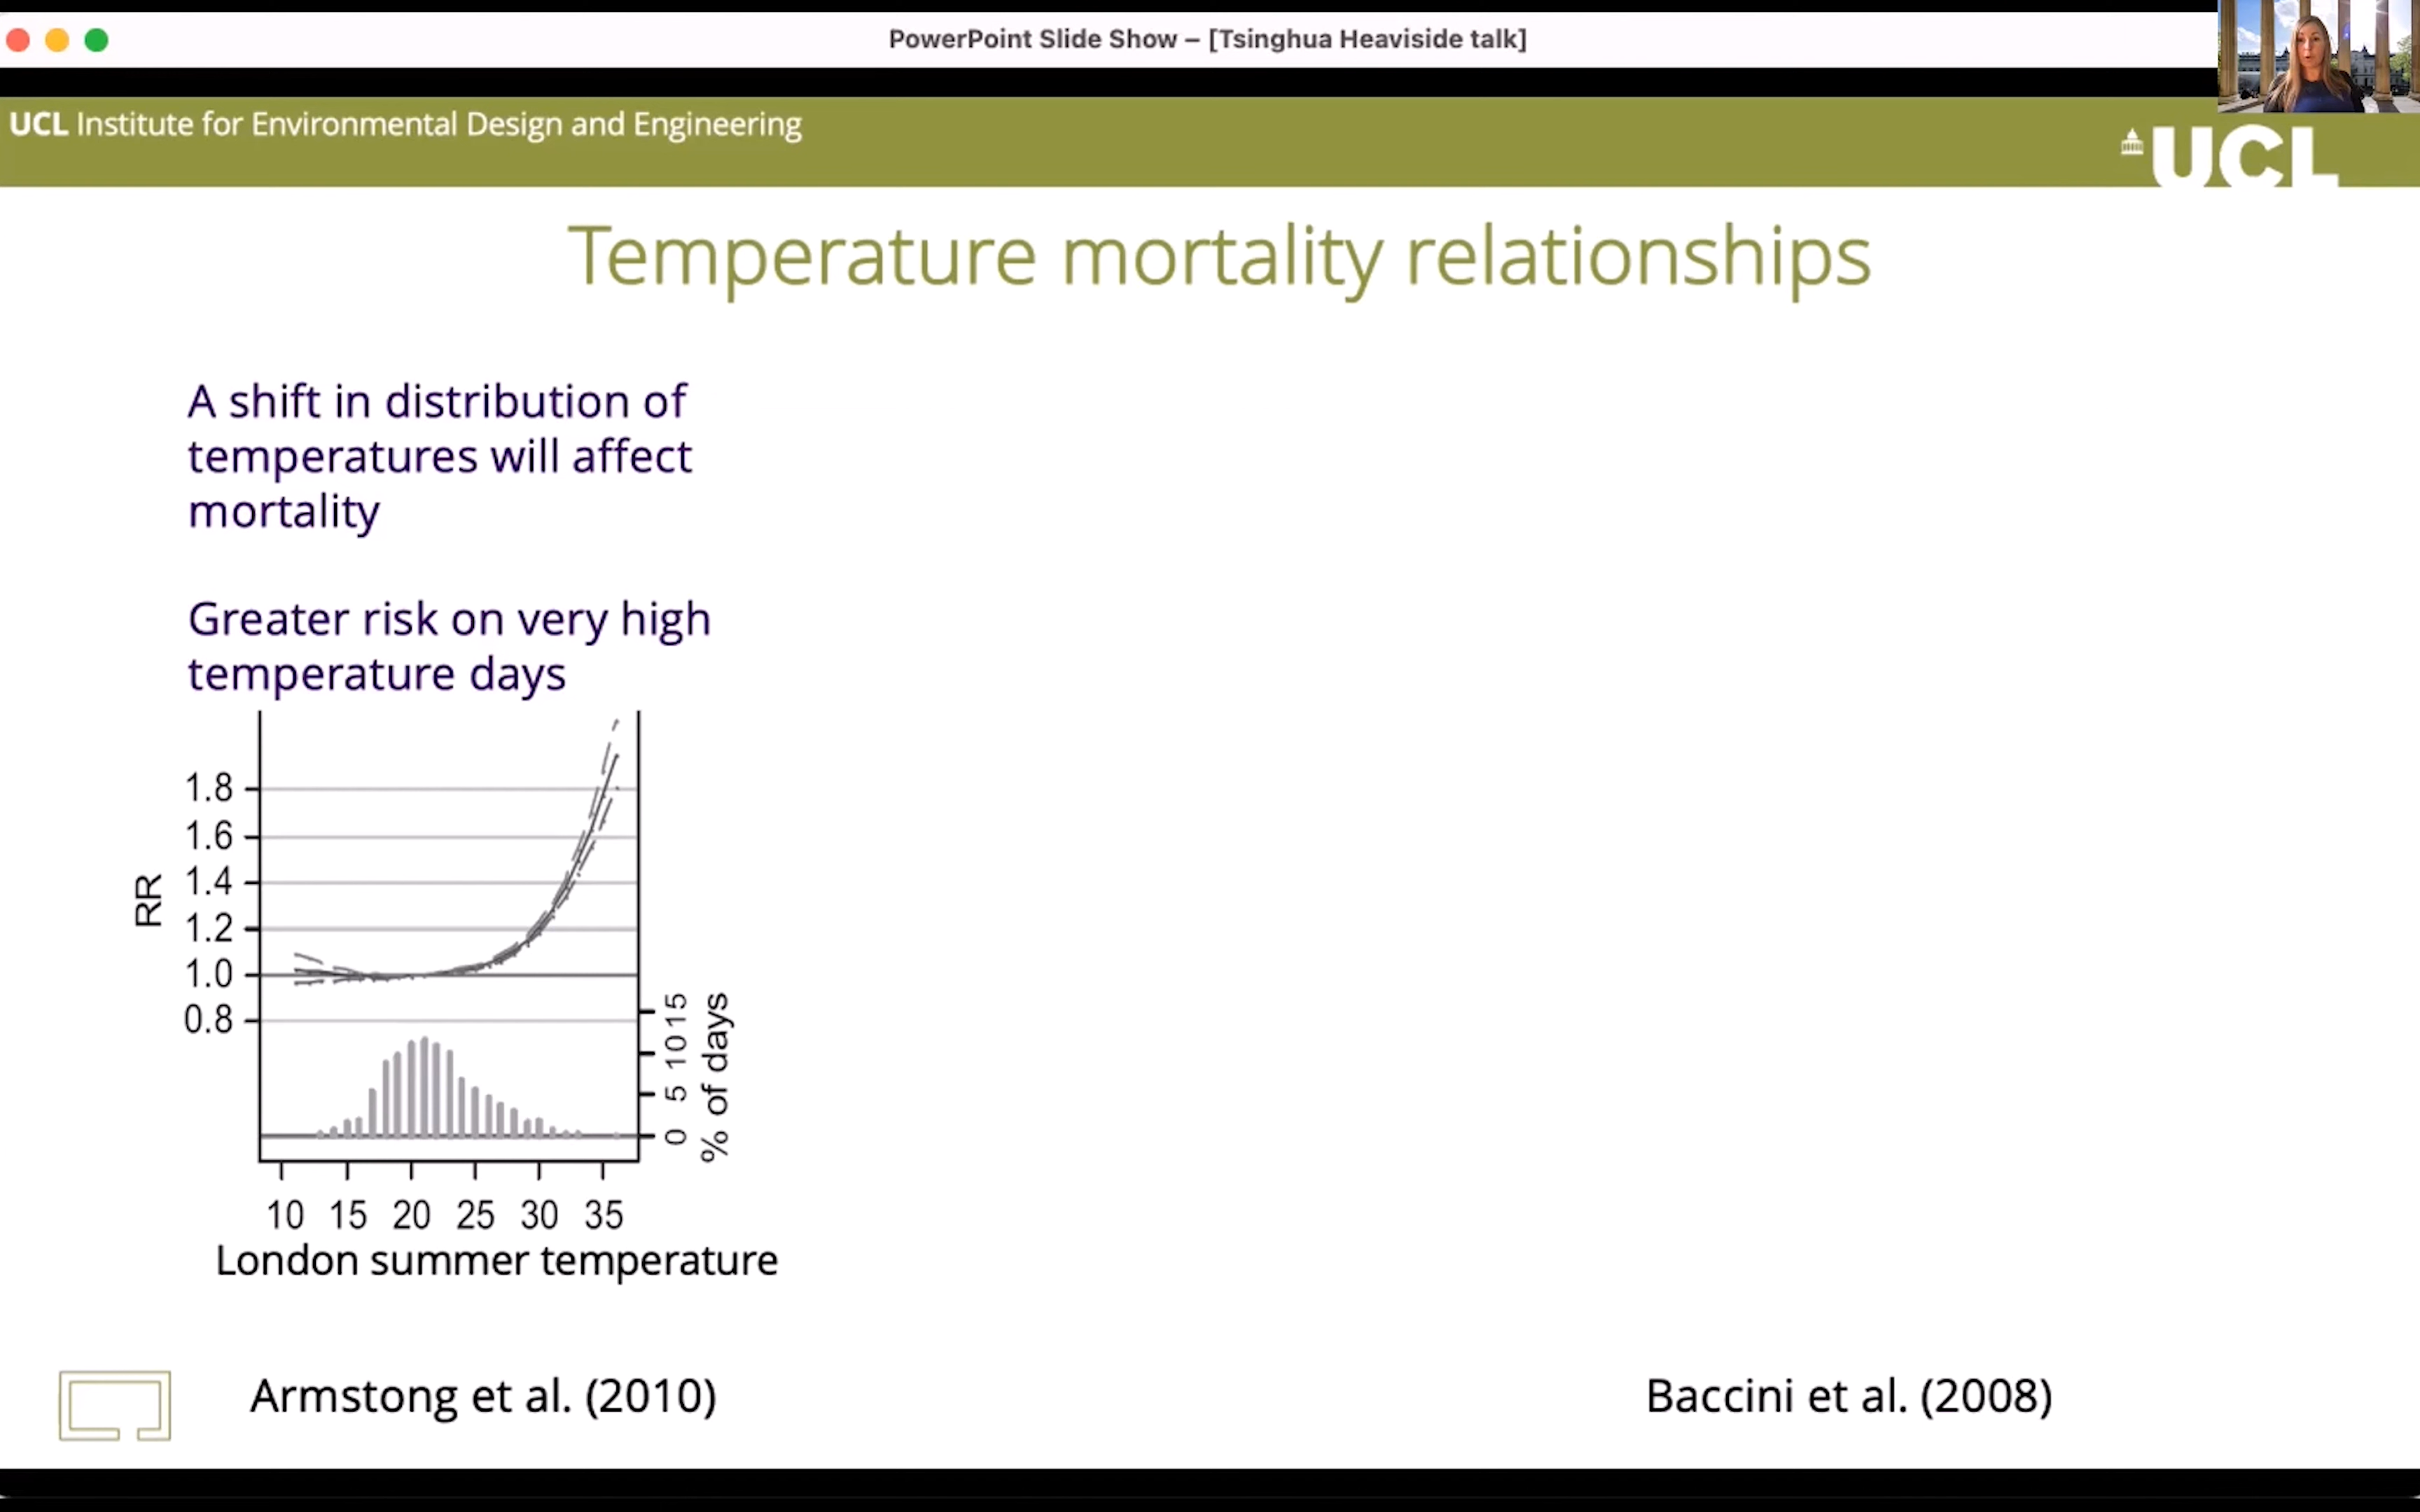 PowerPoint Slide Show – [Tsinghua Heaviside talk]
UCL Institute for Environmental Design and Engineering
UCL
Temperature mortality relationships
A shift in distribution of
temperatures will affect
mortality
Greater risk on very high
temperature days
RR
1.8
1.6
1.4
1.2
1.0
0.8
0 5 10 15
% of days
10 15 20 25 30 35
London summer temperature
Armstong et al. (2010)
Baccini et al. (2008)